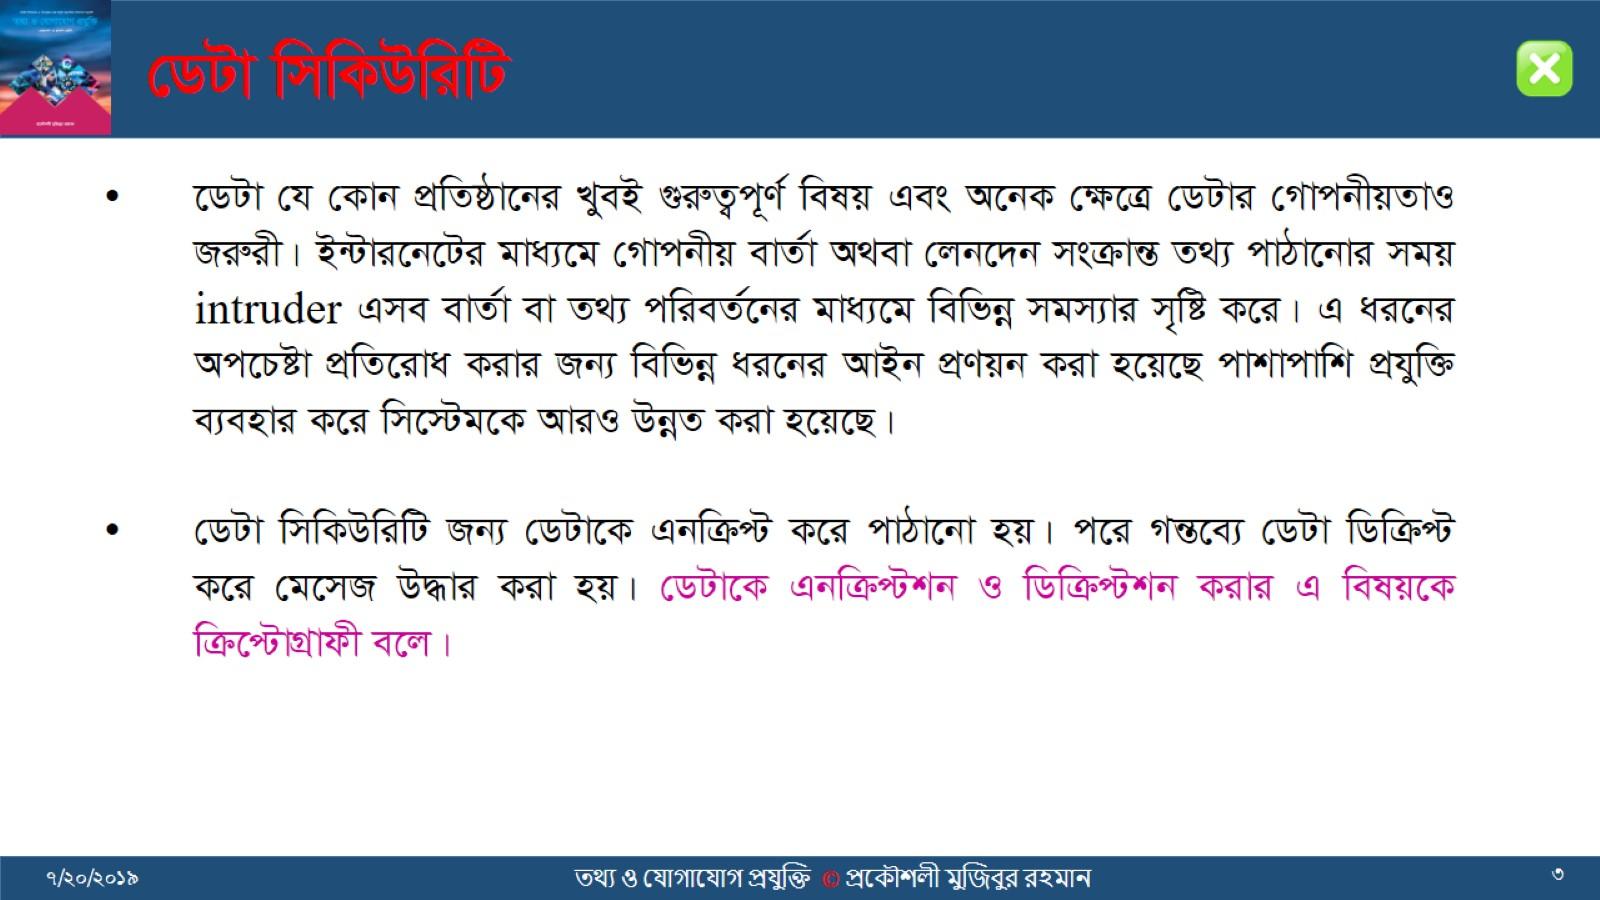 তথ্য ও যোগাযোগ প্রযুক্তি
ডেটা সিকিউরিটি
• ডেটা যে কোন প্রতিষ্ঠানের খুবই গুরুত্বপূর্ণ বিষয় এবং অনেক ক্ষেত্রে ডেটার গোপনীয়তাও
জরুরী। ইন্টারনেটের মাধ্যমে গোপনীয় বার্তা অথবা লেনদেন সংক্রান্ত তথ্য পাঠানোর সময়
intruder এসব বার্তা বা তথ্য পরিবর্তনের মাধ্যমে বিভিন্ন সমস্যার সৃষ্টি করে। এ ধরনের
অপচেষ্টা প্রতিরোধ করার জন্য বিভিন্ন ধরনের আইন প্রণয়ন করা হয়েছে পাশাপাশি প্রযুক্তি
ব্যবহার করে সিস্টেমকে আরও উন্নত করা হয়েছে।
• ডেটা সিকিউরিটি জন্য ডেটাকে এনক্রিপ্ট করে পাঠানো হয়। পরে গন্তব্যে ডেটা ডিক্রিপ্ট
করে মেসেজ উদ্ধার করা হয়। ডেটাকে এনক্রিপ্টশন ও ডিক্রিপ্টশন করার এ বিষয়কে
ক্রিপ্টোগ্রাফী বলে।
৭/২০/২০১৯ তথ্য ও যোগাযোগ প্রযুক্তি © প্রকৌশলী মুজিবুর রহমান ৩